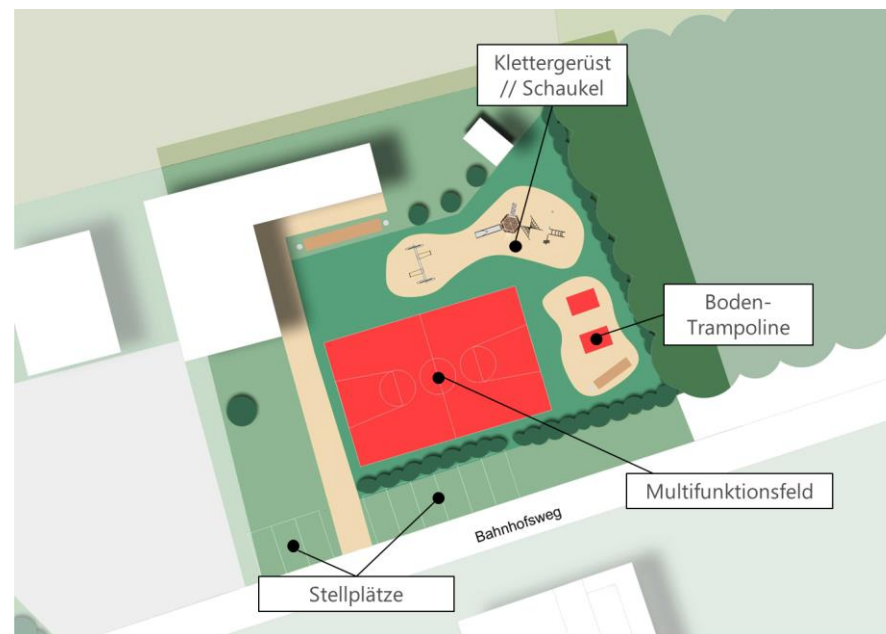 Klettergerüst
// Schaukel
Boden-
Trampoline
Multifunktionsfeld
Bahnhofsweg
Stellplätze